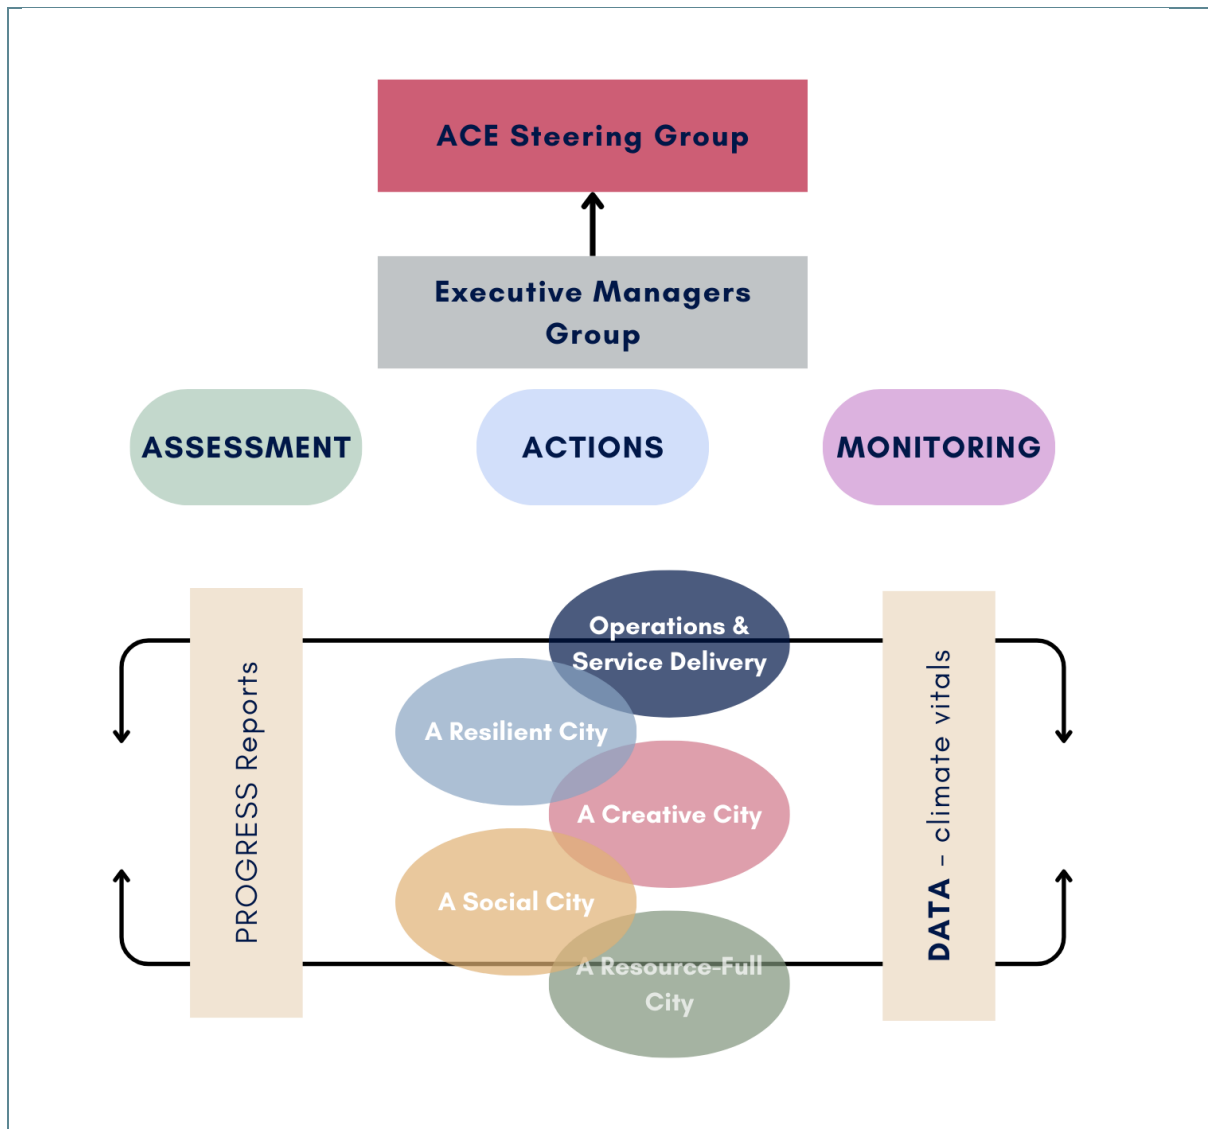 ACE Steering Group
Executive Managers
Group
ASSESSMENT
ACTIONS
MONITORING
Operations &
Service Delivery
A Resilient City
A Creative City
A Social City
A Resource-Full
City
PROGRESS Reports
DATA - climate vitals